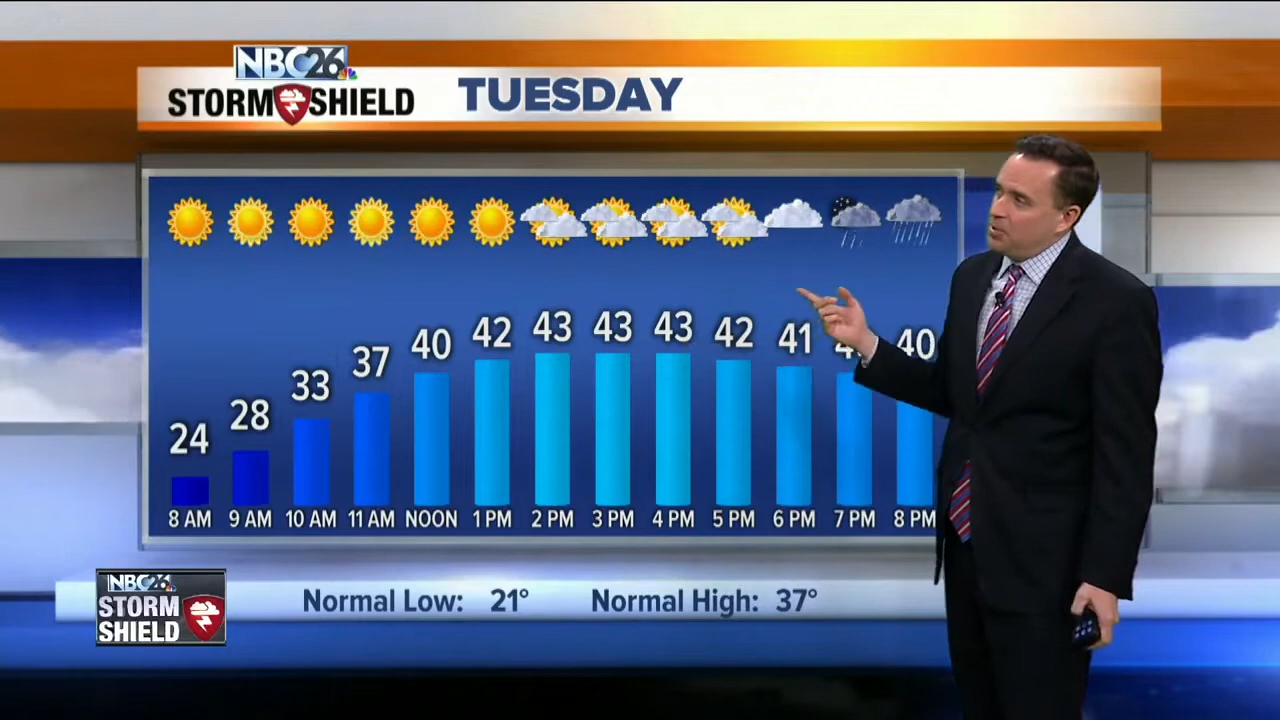 NBC26
STORM SHIELD
TUESDAY
24 28 33 37 40 42 43 43 43 42 41 40
8 AM 9 AM 10 AM 11 AM NOON 1 PM 2 PM 3 PM 4 PM 5 PM 6 PM 7 PM 8 PM
NBC26
STORM
SHIELD
Normal Low: 21° Normal High: 37°